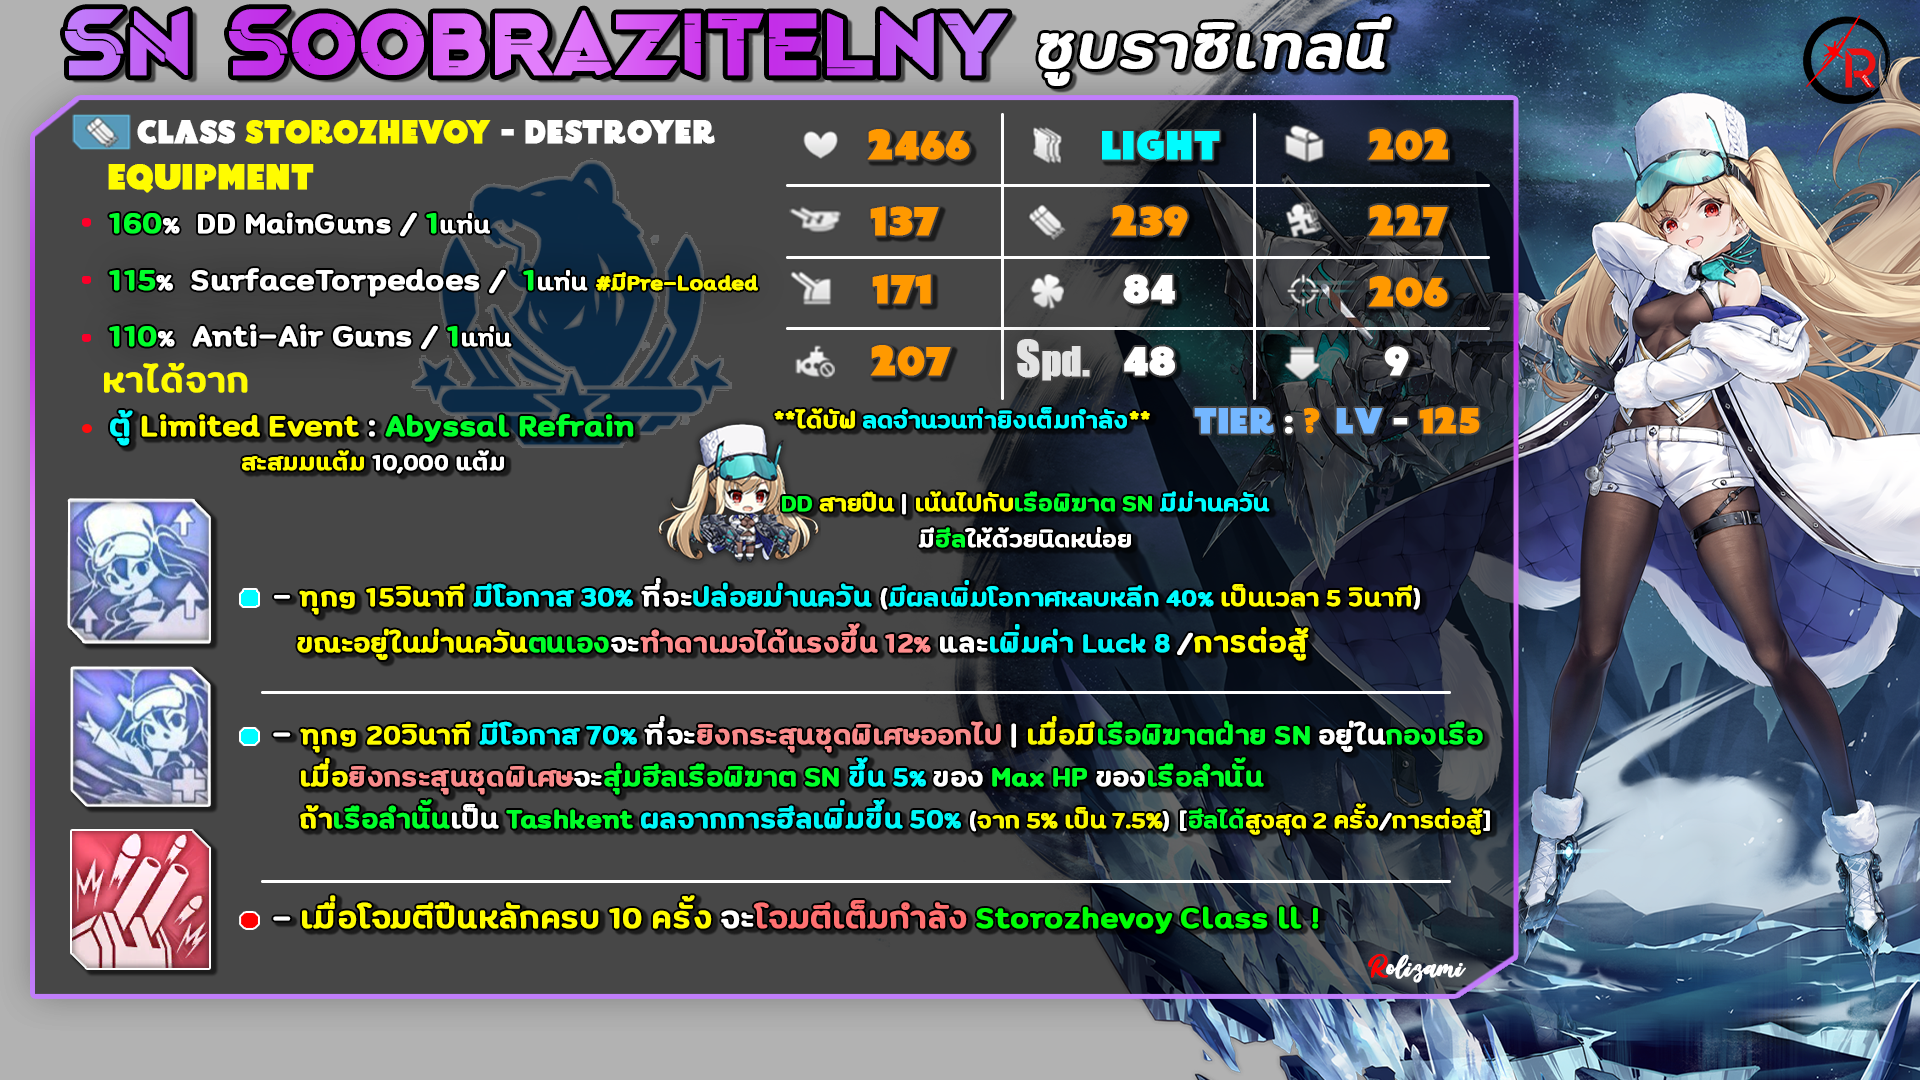 SN SOOBRAZITELNY ซูบราซิเทลนี
R
CLASS STOROZHEVOY - DESTROYER
EQUIPMENT
160% DD MainGuns / 1แท่น
115% SurfaceTorpedoes / 1แท่น #มีPre-Loaded
110% Anti-Air Guns / 1แท่น
หาได้จาก
ตู้ Limited Event : Abyssal Refrain
สะสมมแต้ม 10,000 แต้ม
2466 LIGHT 202
137 239 227
171 84 206
207 Spd. 48 9
**ได้บัฟ ลดจำนวนท่ายิงเต็มกำลัง** TIER : ? LV - 125
DD สายปืน | เน้นไปกับเรือพิฆาต SN มีม่านควัน
มีฮีลให้ด้วยนิดหน่อย
- ทุกๆ 15วินาที มีโอกาส 30% ที่จะปล่อยม่านควัน (มีผลเพิ่มโอกาศหลบหลีก 40% เป็นเวลา 5 วินาที)
ขณะอยู่ในม่านควันตนเองจะทำดาเมจได้แรงขึ้น 12% และเพิ่มค่า Luck 8 /การต่อสู้
- ทุกๆ 20วินาที มีโอกาส 70% ที่จะยิงกระสุนชุดพิเศษออกไป | เมื่อมีเรือพิฆาตฝ่าย SN อยู่ในกองเรือ
เมื่อยิงกระสุนชุดพิเศษจะสุ่มฮีลเรือพิฆาต SN ขึ้น 5% ของ Max HP ของเรือลำนั้น
ถ้าเรือลำนั้นเป็น Tashkent ผลจากการฮีลเพิ่มขึ้น 50% (จาก 5% เป็น 7.5%) [ฮีลได้สูงสุด 2 ครั้ง/การต่อสู้]
- เมื่อโจมตีปืนหลักครบ 10 ครั้ง จะโจมตีเต็มกำลัง Storozhevoy Class ll !
Rolizami